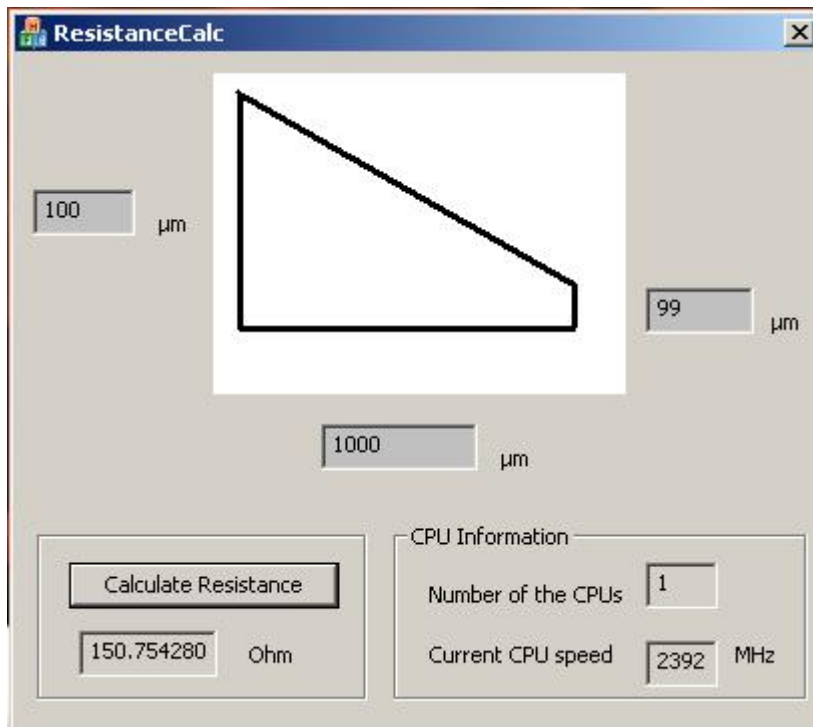 ResistanceCalc
100
µm
99
µm
1000
µm
Calculate Resistance
150.754280
Ohm
CPU Information
Number of the CPUs
1
Current CPU speed
2392
MHz